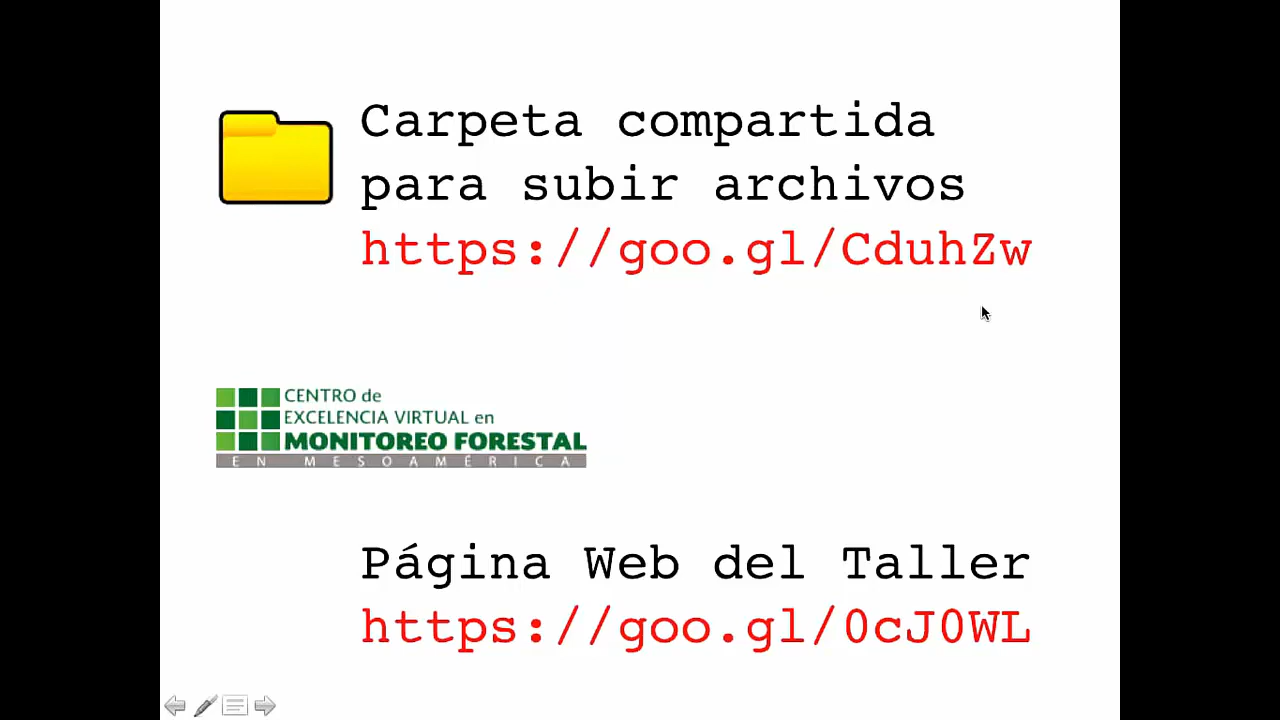 Carpeta compartida
para subir archivos
https://goo.gl/CduhZw
CENTRO de
EXCELENCIA VIRTUAL en
MONITOREO FORESTAL
EN MESOAMÉRICA
Página Web del Taller
https://goo.gl/0cJ0WL